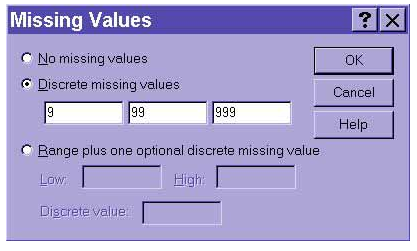 Missing Values ? X
No missing values OK
Discrete missing values Cancel
9 99 999 Help
Range plus one optional discrete missing value
Low: High:
Discrete value: